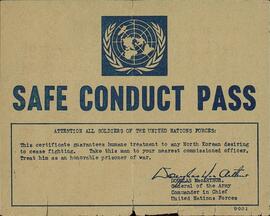 SAFE CONDUCT PASS
ATTENTION ALL SOLDIERS OF THE UNITED NATIONS FORCES:
This certificate guarantees humane treatment to any North Korean desiring
to cease fighting. Take this man to your nearest commissioned officer.
Treat him as an honorable prisoner of war.
Douglas MacArthur
DOUGLAS MacARTHUR
General of the Army
Commander in Chief
United Nations Forces